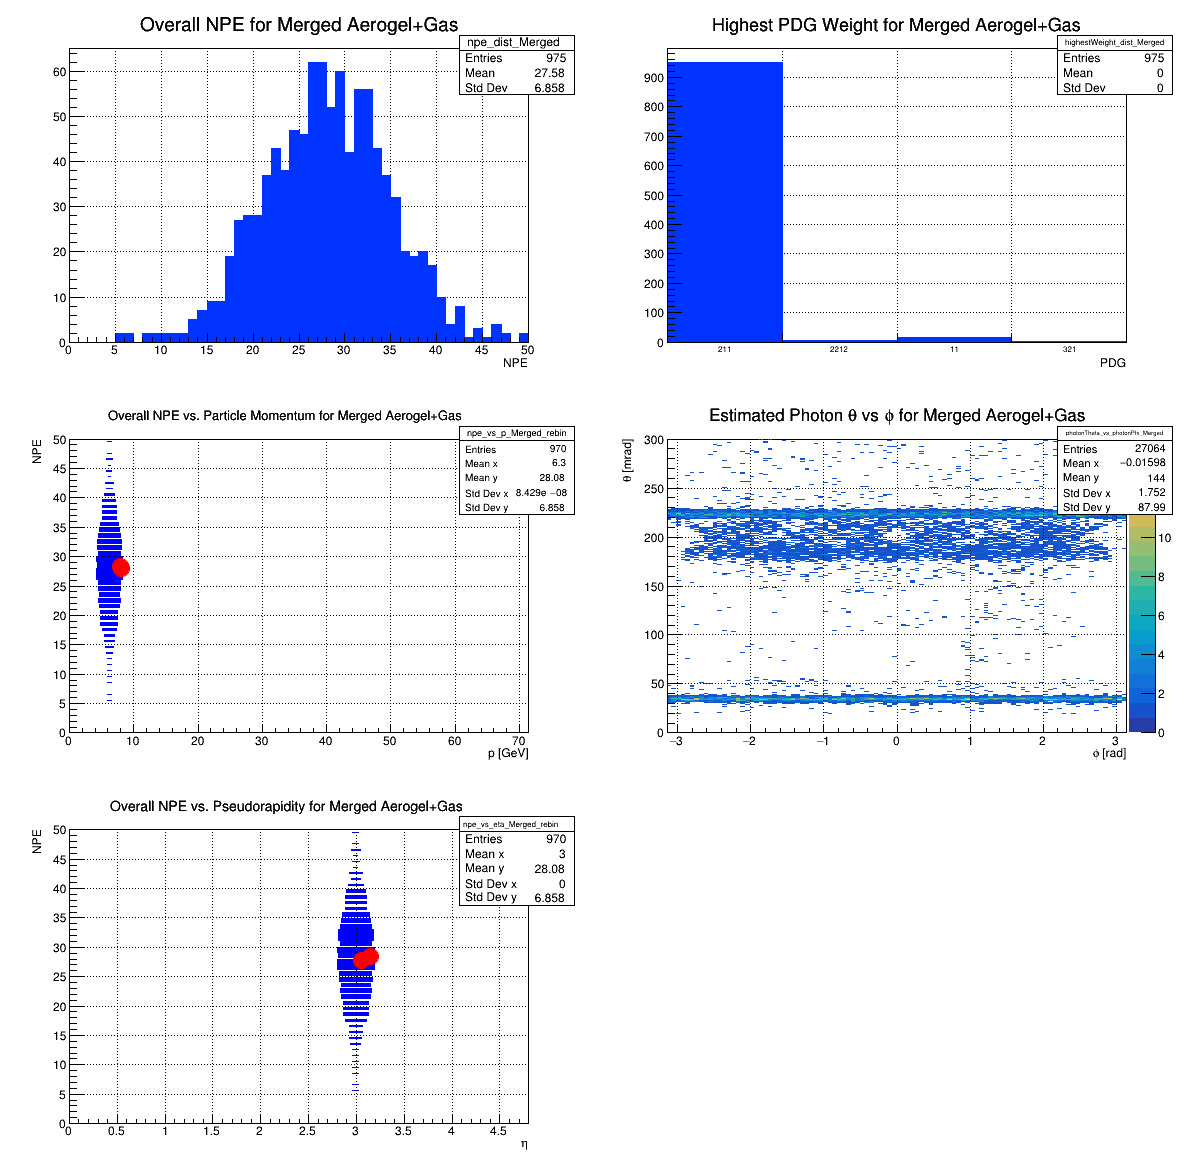 Overall NPE for Merged Aerogel+Gas
npe_dist_Merged
Entries 975
Mean 27.58
Std Dev 6.858
60
50
40
30
20
10
0
0 5 10 15 20 25 30 35 40 45 50
NPE
Highest PDG Weight for Merged Aerogel+Gas
highestWeight_dist_Merged
Entries 975
Mean 0
Std Dev 0
900
800
700
600
500
400
300
200
100
0
211 2212 11 321
PDG
Overall NPE vs. Particle Momentum for Merged Aerogel+Gas
npe_vs_p_Merged_rebin
Entries 970
Mean x 6.3
Mean y 28.08
Std Dev x 8.429e −08
Std Dev y 6.858
NPE
50
45
40
35
30
25
20
15
10
5
0
0 10 20 30 40 50 60 70
p [GeV]
Estimated Photon θ vs ϕ for Merged Aerogel+Gas
photonTheta_vs_photonPhi_Merged
Entries 27064
Mean x −0.01598
Mean y 144
Std Dev x 1.752
Std Dev y 87.99
θ [mrad]
300
250
200
150
100
50
0
−3 −2 −1 0 1 2 3
ϕ [rad]
10
8
6
4
2
0
Overall NPE vs. Pseudorapidity for Merged Aerogel+Gas
npe_vs_eta_Merged_rebin
Entries 970
Mean x 3
Mean y 28.08
Std Dev x 0
Std Dev y 6.858
NPE
50
45
40
35
30
25
20
15
10
5
0
0 0.5 1 1.5 2 2.5 3 3.5 4 4.5
η